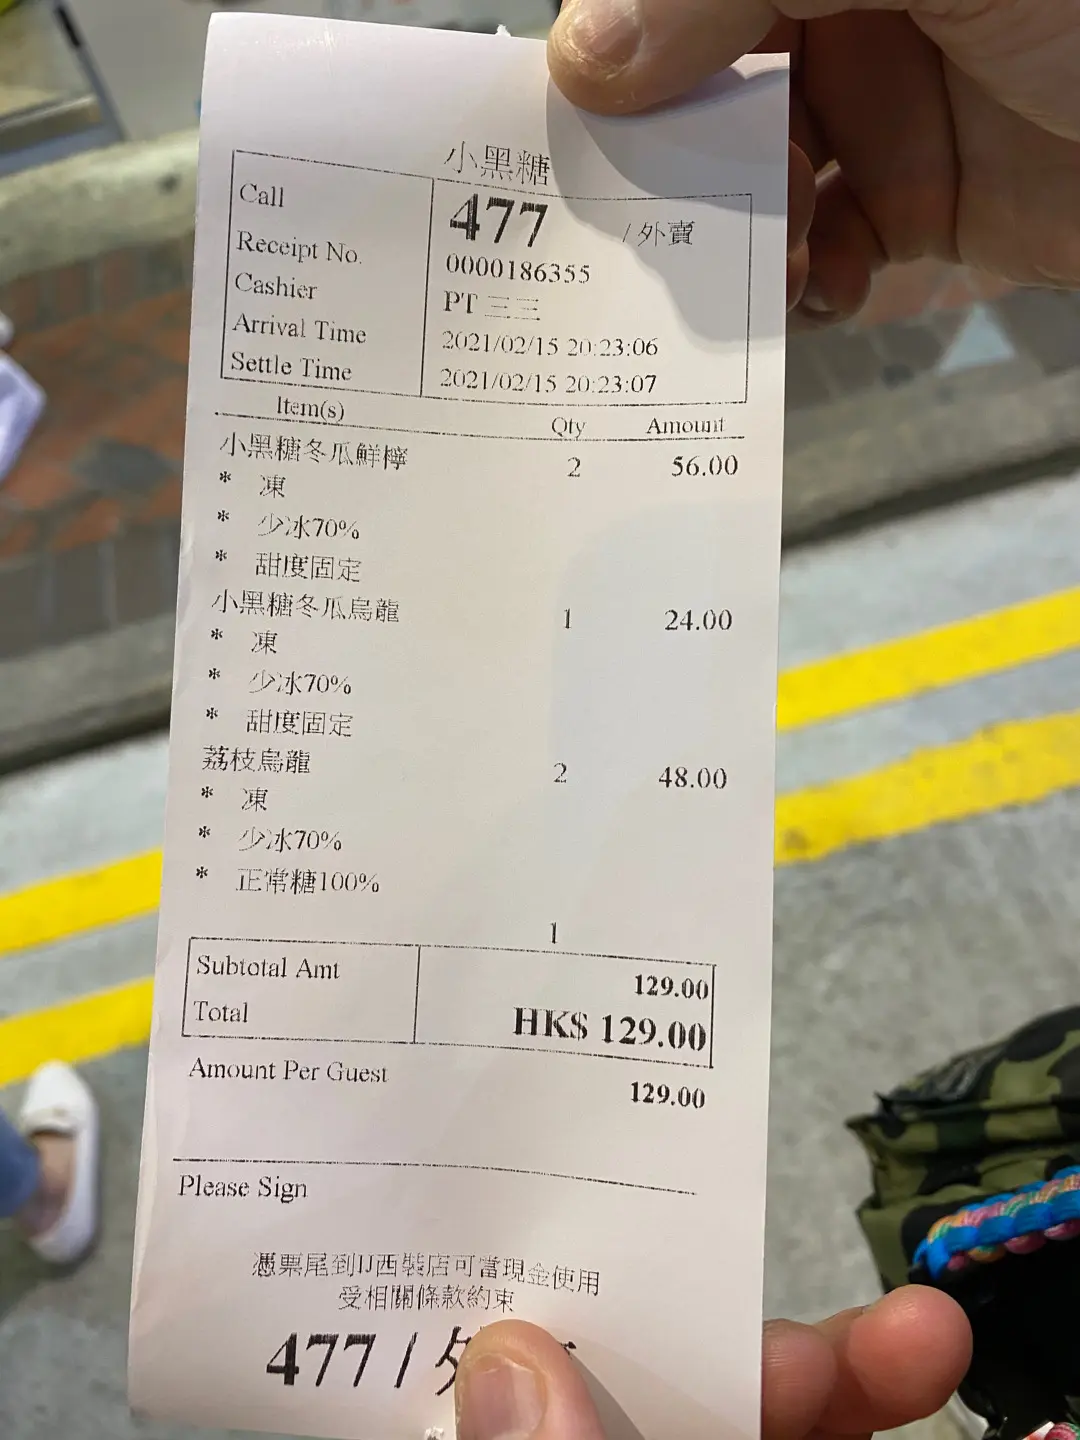 小黑糖
Call 477 / 外賣
Receipt No. 0000186355
Cashier PT 三三
Arrival Time 2021/02/15 20:23:06
Settle Time 2021/02/15 20:23:07
Item(s) Qty Amount
小黑糖冬瓜鮮檸 2 56.00
* 凍
* 少冰70%
* 甜度固定
小黑糖冬瓜烏龍 1 24.00
* 凍
* 少冰70%
* 甜度固定
荔枝烏龍 2 48.00
* 凍
* 少冰70%
* 正常糖100%
1
Subtotal Amt 129.00
Total HK$ 129.00
Amount Per Guest 129.00
Please Sign
憑票尾到IJ西裝店可當現金使用
受相關條款約束
477 /